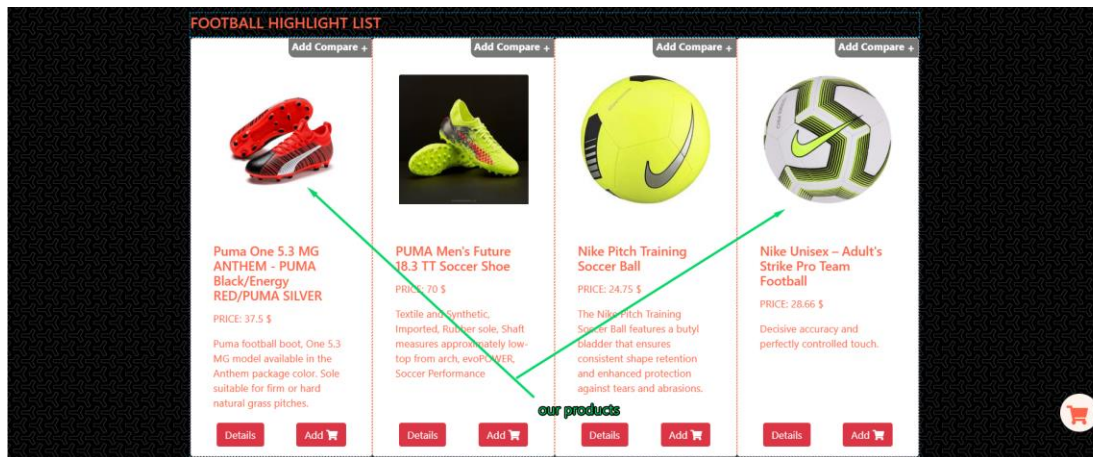 FOOTBALL HIGHLIGHT LIST
Add Compare +
Puma One 5.3 MG
ANTHEM - PUMA
Black/Energy
RED/PUMA SILVER
PRICE: 37.5 $
Puma football boot, One 5.3
MG model available in the
Anthem package color. Sole
suitable for firm or hard
natural grass pitches.
Details
Add
Add Compare +
PUMA Men's Future
18.3 TT Soccer Shoe
PRICE: 70 $
Textile and Synthetic,
Imported, Rubber sole, Shaft
measures approximately low-
top from arch, evoPOWER,
Soccer Performance
Details
Add
Add Compare +
Nike Pitch Training
Soccer Ball
PRICE: 24.75 $
The Nike Pitch Training
Soccer Ball features a butyl
bladder that ensures
consistent shape retention
and enhanced protection
against tears and abrasions.
Details
Add
Add Compare +
Nike Unisex – Adult's
Strike Pro Team
Football
PRICE: 28.66 $
Decisive accuracy and
perfectly controlled touch.
Details
Add
our products